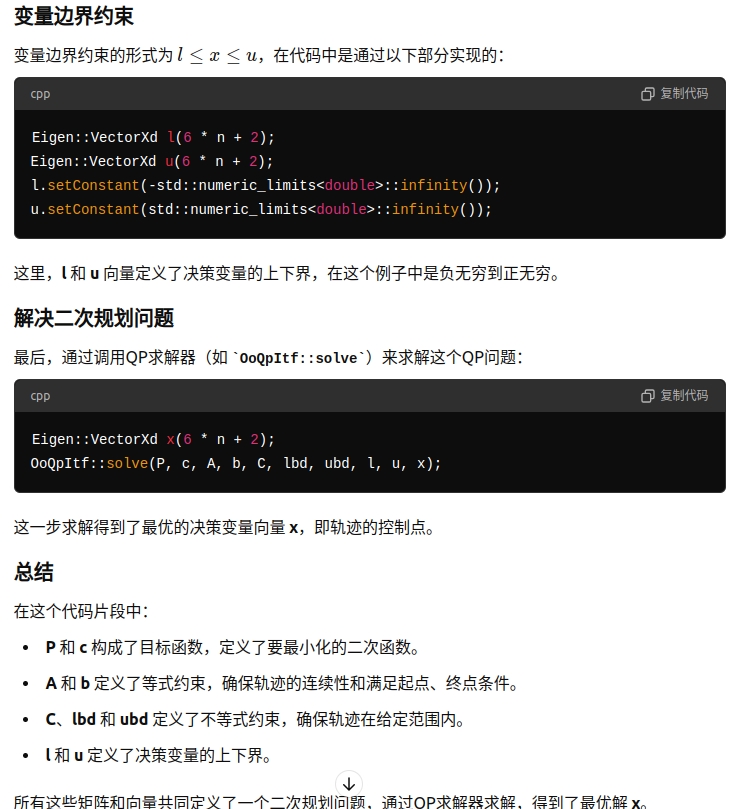 变量边界约束
变量边界约束的形式为 l ≤ x ≤ u，在代码中是通过以下部分实现的：
cpp 复制代码
Eigen::VectorXd l(6 * n + 2);
Eigen::VectorXd u(6 * n + 2);
l.setConstant(-std::numeric_limits<double>::infinity());
u.setConstant(std::numeric_limits<double>::infinity());
这里，l 和 u 向量定义了决策变量的上下界，在这个例子中是负无穷到正无穷。
解决二次规划问题
最后，通过调用QP求解器（如 `OoQpItf::solve`）来求解这个QP问题：
cpp 复制代码
Eigen::VectorXd x(6 * n + 2);
OoQpItf::solve(P, c, A, b, C, lbd, ubd, l, u, x);
这一步求解得到了最优的决策变量向量 x，即轨迹的控制点。
总结
在这个代码片段中：
• P 和 c 构成了目标函数，定义了要最小化的二次函数。
• A 和 b 定义了等式约束，确保轨迹的连续性和满足起点、终点条件。
• C、lbd 和 ubd 定义了不等式约束，确保轨迹在给定范围内。
• l 和 u 定义了决策变量的上下界。
所有这些矩阵和向量共同定义了一个二次规划问题，通过QP求解器求解，得到了最优解 x。